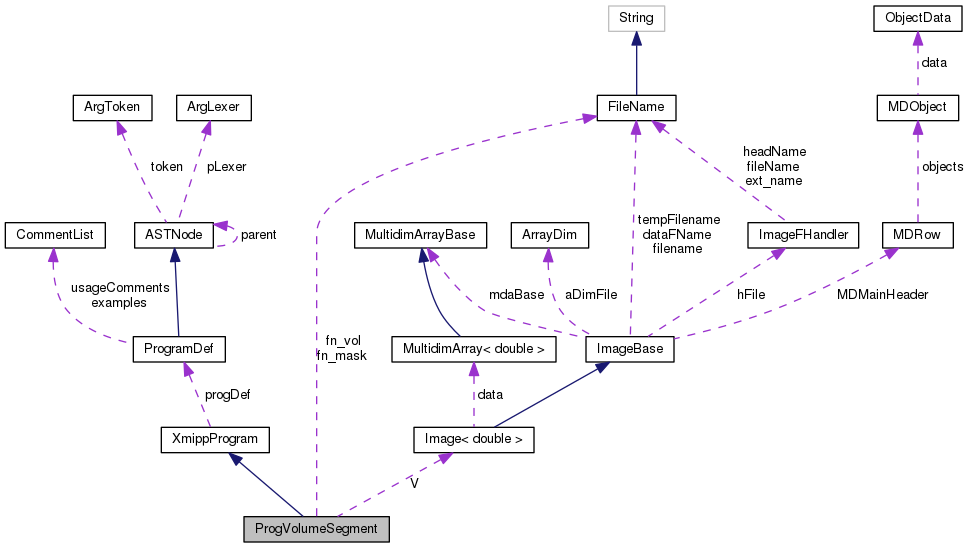 String
ObjectData
data
ArgToken
ArgLexer
FileName
MDObject
token
pLexer
headName
fileName
ext_name
objects
CommentList
ASTNode
parent
MultidimArrayBase
ArrayDim
tempFilename
dataFName
filename
ImageFHandler
MDRow
usageComments
examples
mdaBase
aDimFile
hFile
MDMainHeader
ProgramDef
fn_vol
fn_mask
MultidimArray< double >
ImageBase
progDef
data
XmippProgram
Image< double >
V
ProgVolumeSegment